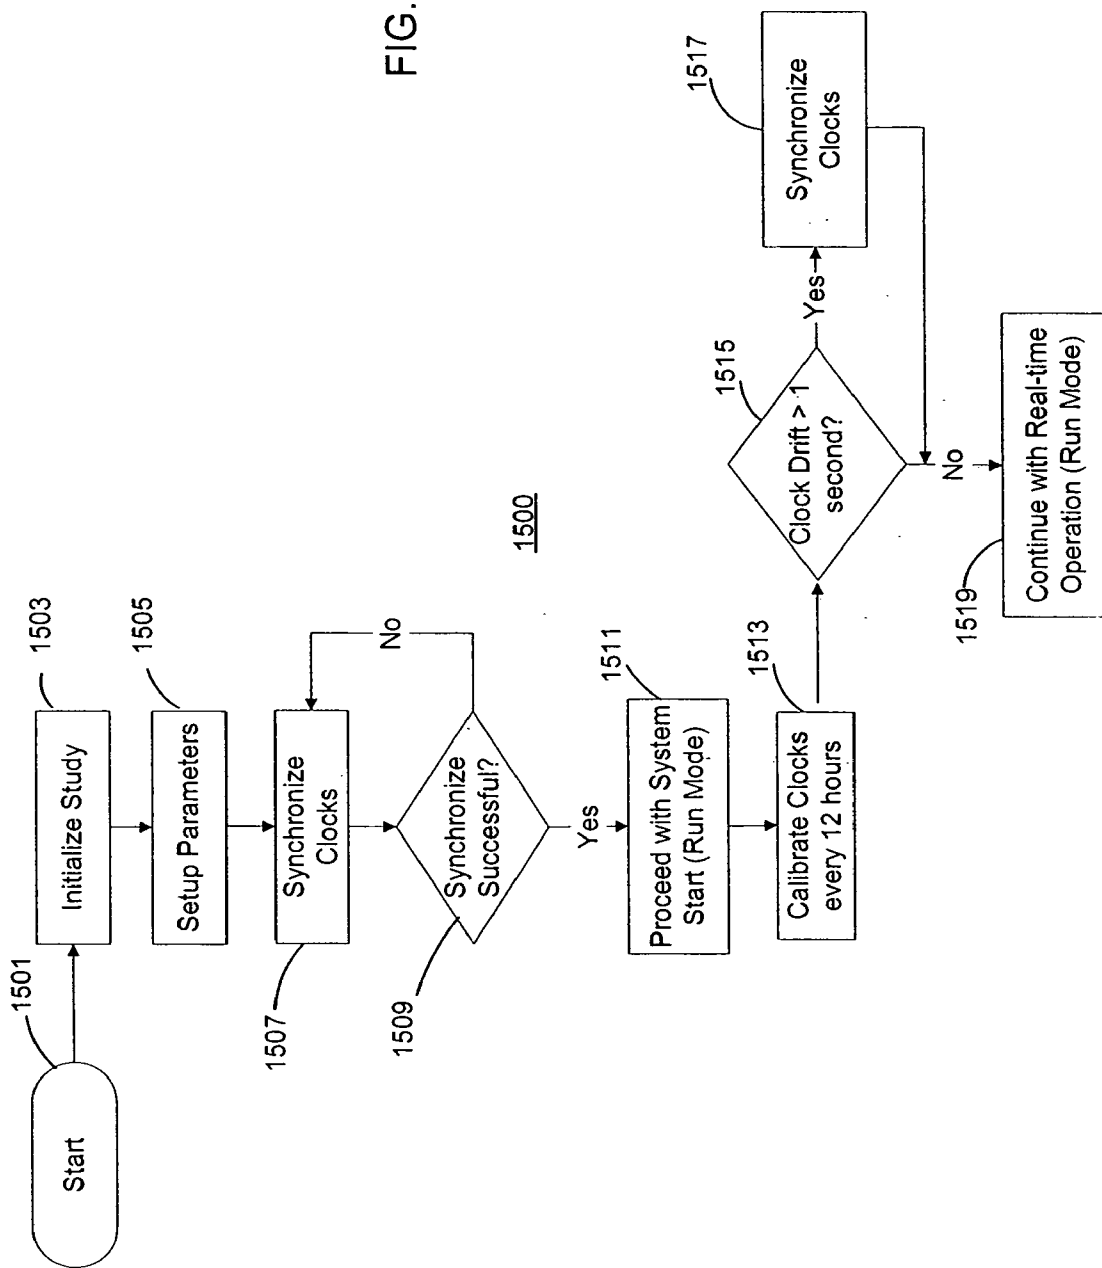 FIG.
1500
1501
Start
1503
Initialize Study
1505
Setup Parameters
1507
Synchronize
Clocks
1509
Synchronize
Successful?
No
Yes
1511
Proceed with System
Start (Run Mode)
1513
Calibrate Clocks
every 12 hours
1515
Clock Drift > 1
second?
Yes
1517
Synchronize
Clocks
No
1519
Continue with Real-time
Operation (Run Mode)